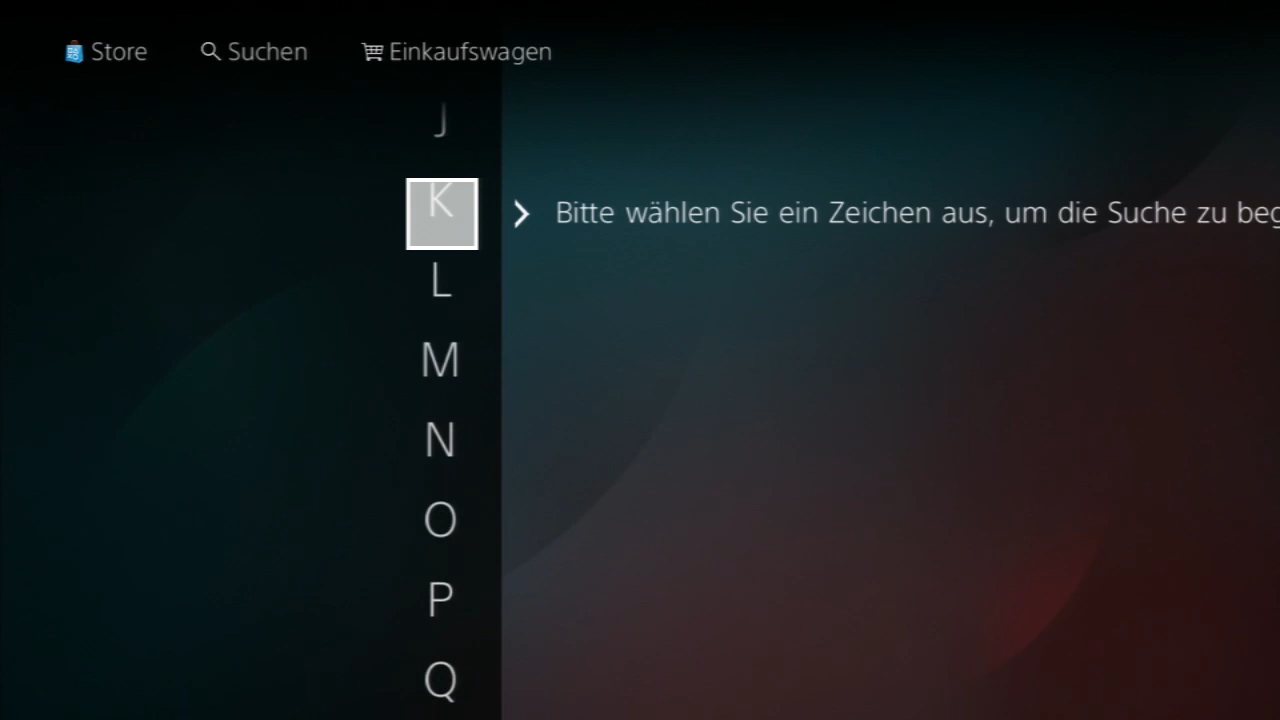 Store Suchen Einkaufswagen
J
K
Bitte wählen Sie ein Zeichen aus, um die Suche zu
L
M
N
O
P
Q